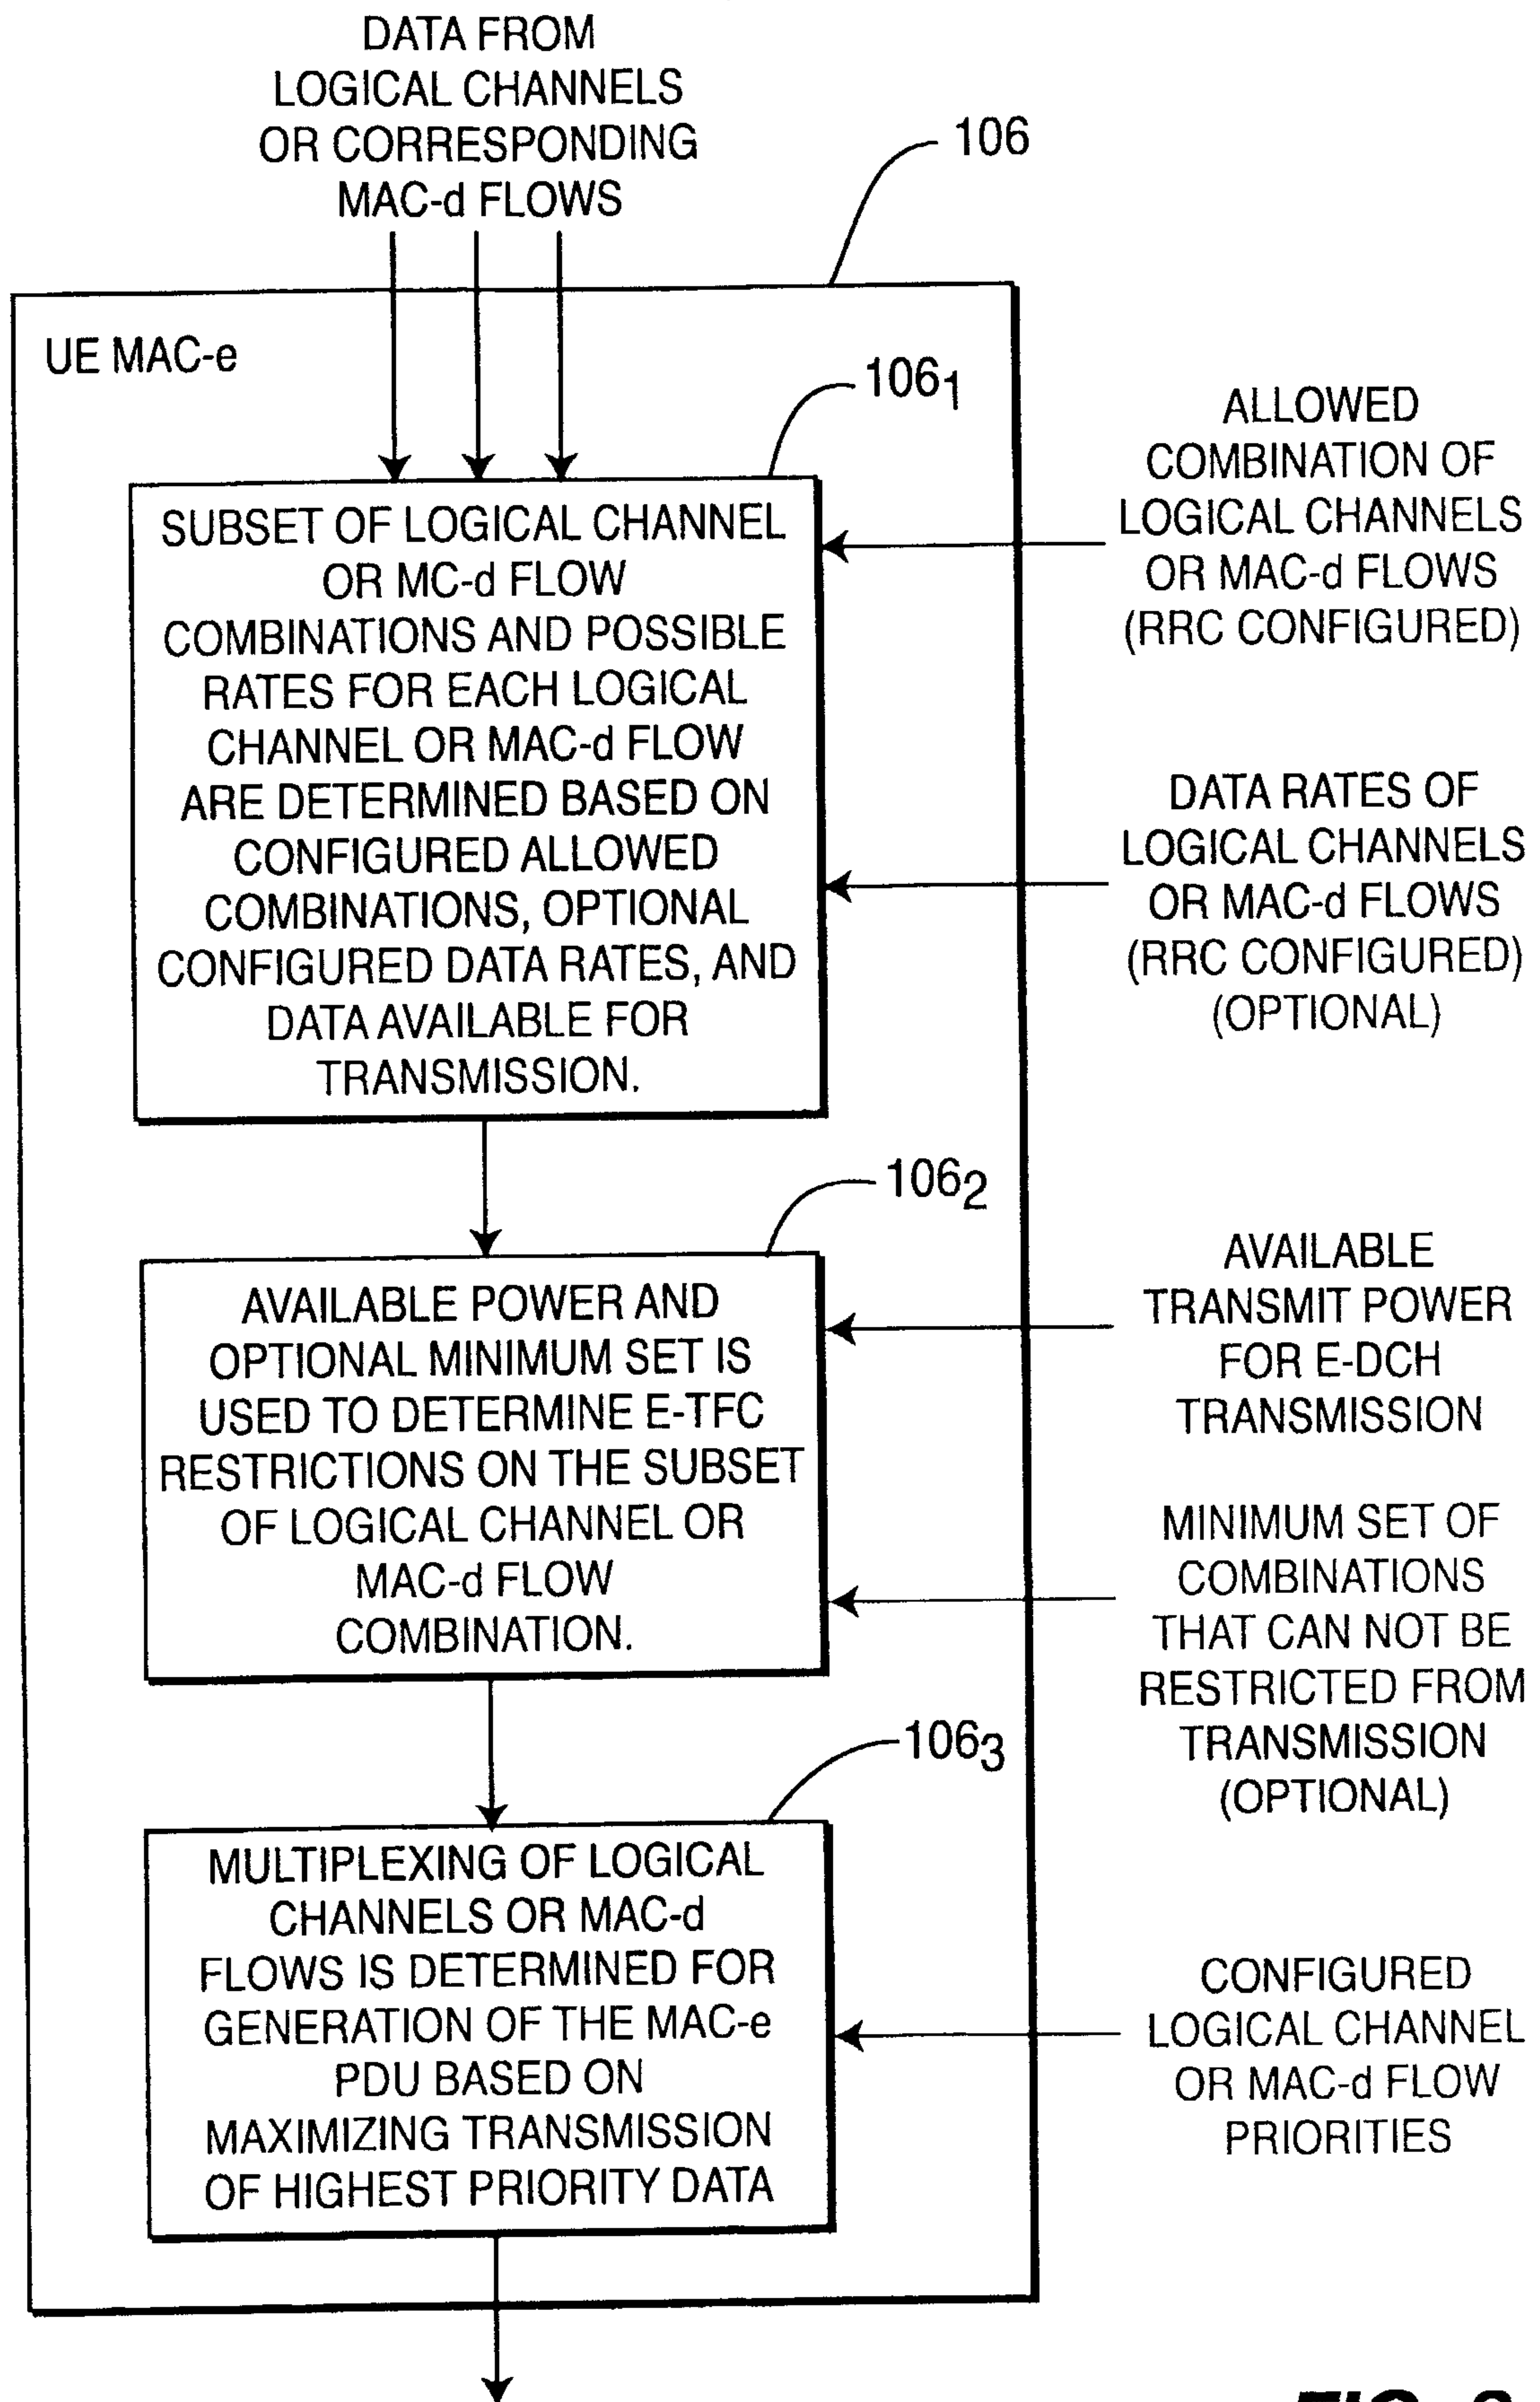 DATA FROM
LOGICAL CHANNELS
OR CORRESPONDING
MAC-d FLOWS
106
UE MAC-e
106₁
SUBSET OF LOGICAL CHANNEL
OR MC-d FLOW
COMBINATIONS AND POSSIBLE
RATES FOR EACH LOGICAL
CHANNEL OR MAC-d FLOW
ARE DETERMINED BASED ON
CONFIGURED ALLOWED
COMBINATIONS, OPTIONAL
CONFIGURED DATA RATES, AND
DATA AVAILABLE FOR
TRANSMISSION.
ALLOWED
COMBINATION OF
LOGICAL CHANNELS
OR MAC-d FLOWS
(RRC CONFIGURED)
DATA RATES OF
LOGICAL CHANNELS
OR MAC-d FLOWS
(RRC CONFIGURED)
(OPTIONAL)
106₂
AVAILABLE POWER AND
OPTIONAL MINIMUM SET IS
USED TO DETERMINE E-TFC
RESTRICTIONS ON THE SUBSET
OF LOGICAL CHANNEL OR
MAC-d FLOW
COMBINATION.
AVAILABLE
TRANSMIT POWER
FOR E-DCH
TRANSMISSION
MINIMUM SET OF
COMBINATIONS
THAT CAN NOT BE
RESTRICTED FROM
TRANSMISSION
(OPTIONAL)
106₃
MULTIPLEXING OF LOGICAL
CHANNELS OR MAC-d
FLOWS IS DETERMINED FOR
GENERATION OF THE MAC-e
PDU BASED ON
MAXIMIZING TRANSMISSION
OF HIGHEST PRIORITY DATA
CONFIGURED
LOGICAL CHANNEL
OR MAC-d FLOW
PRIORITIES